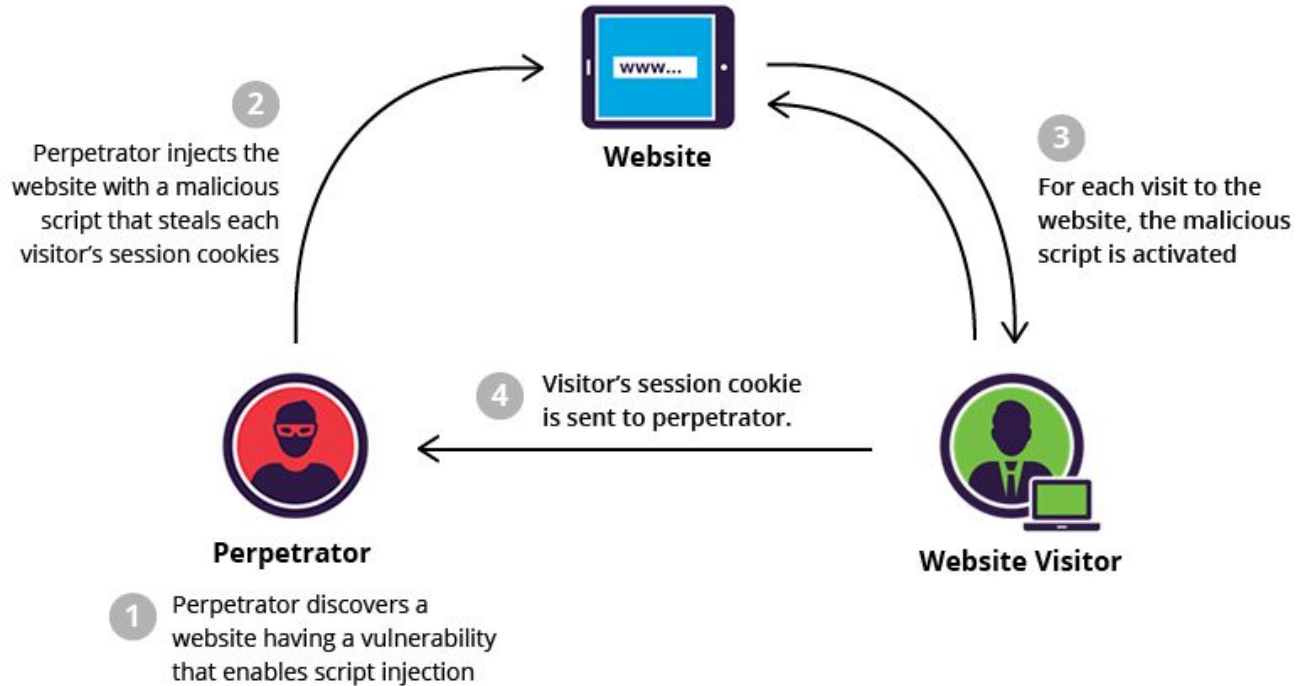 www...
Website
2
Perpetrator injects the
website with a malicious
script that steals each
visitor's session cookies
3
For each visit to the
website, the malicious
script is activated
4
Visitor's session cookie
is sent to perpetrator.
Perpetrator
Website Visitor
1
Perpetrator discovers a
website having a vulnerability
that enables script injection